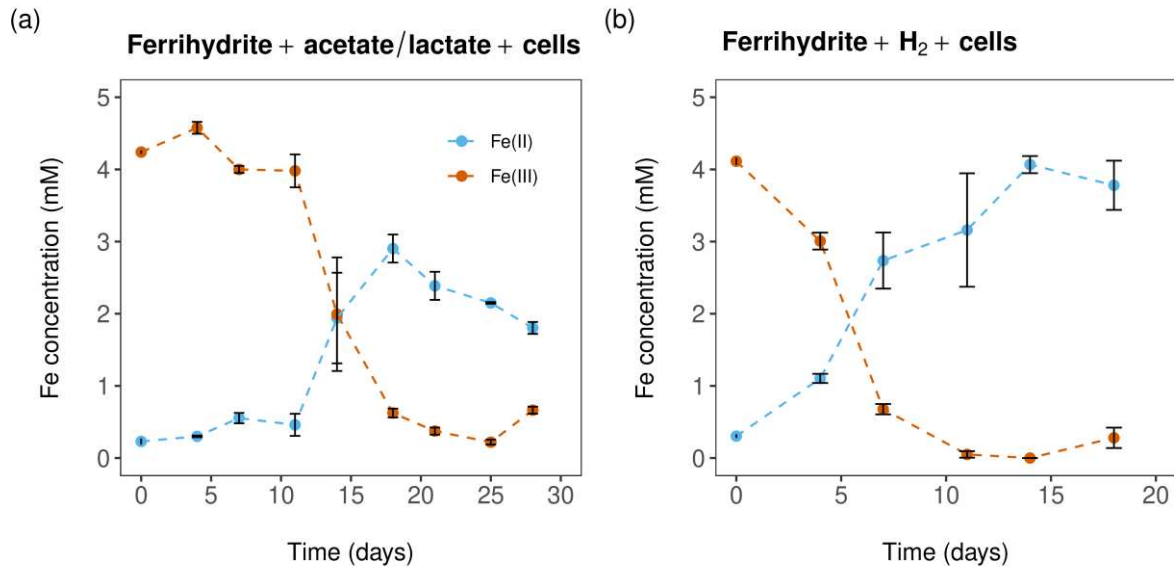 (a)
Ferrihydrite + acetate/lactate + cells
5
4
3
2
1
0
Fe concentration (mM)
Fe(II)
Fe(III)
0 5 10 15 20 25 30
Time (days)
(b)
Ferrihydrite + H₂ + cells
5
4
3
2
1
0
Fe concentration (mM)
0 5 10 15 20
Time (days)